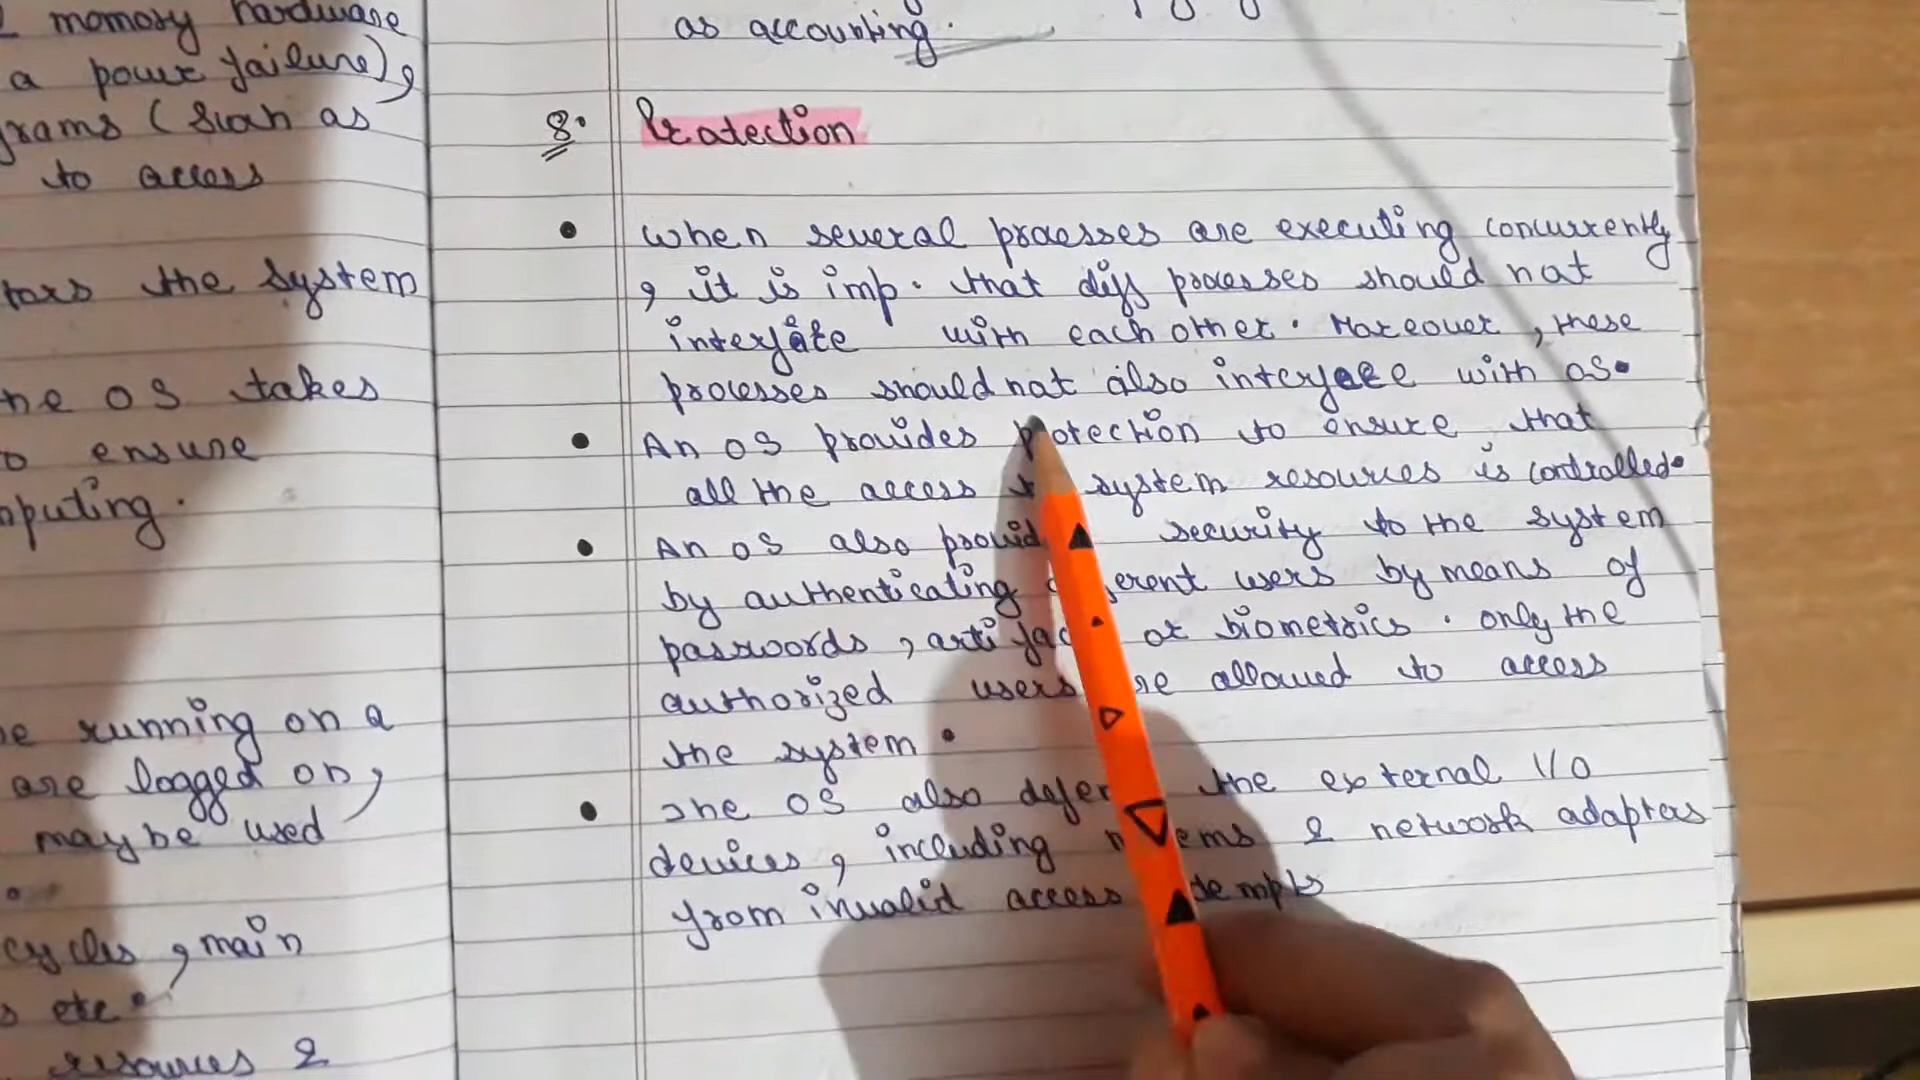 memory hardware
a power failure),
grams (such as
to access
tors the system
he OS takes
o ensure
mputing.
e running on a
are logged on,
may be used
cycles, main
s etc.
resources &
as accounting.
8. Protection
• When several processes are executing concurrently
, it is imp. that diff processes should not
interfere with each other. Moreover, these
processes should not also interfere with OS.
• An OS provides protection to ensure that
all the access system resources is controlled.
• An OS also provid security to the system
by authenticating ferent users by means of
passwords, artifac or biometrics. only the
authorized users re allowed to access
the system.
• The OS also defen the external I/O
devices, including ems & network adapters
from invalid access tempts